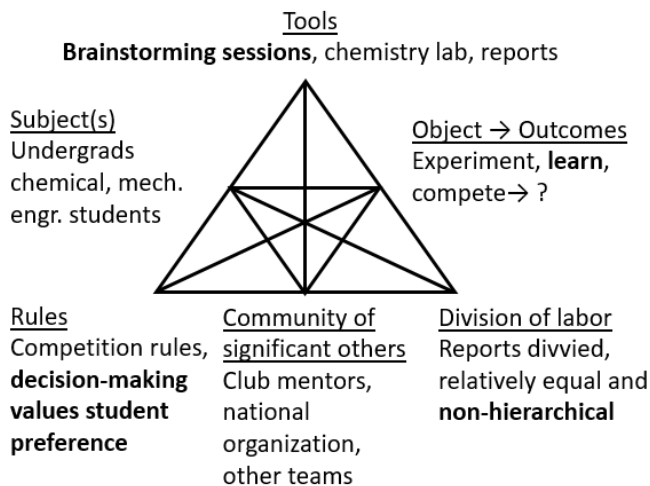 Tools
Brainstorming sessions, chemistry lab, reports
Subject(s)
Undergrads
chemical, mech.
engr. students
Object → Outcomes
Experiment, learn,
compete→ ?
Rules
Competition rules,
decision-making
values student
preference
Community of
significant others
Club mentors,
national
organization,
other teams
Division of labor
Reports divvied,
relatively equal and
non-hierarchical